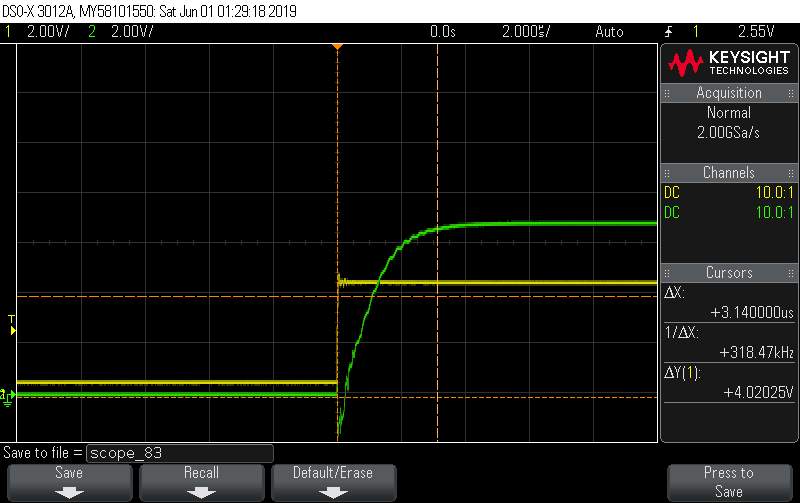 DSO-X 3012A, MY58101550: Sat Jun 01 01:29:18 2019
1 2.00V/ 2 2.00V/ 0.0s 2.000us/ Auto 1 2.55V
KEYSIGHT
TECHNOLOGIES
Acquisition
Normal
2.00GSa/s
Channels
DC 10.0:1
DC 10.0:1
Cursors
ΔX:
+3.140000us
1/ΔX:
+318.47kHz
ΔY(1):
+4.02025V
T
Save to file = scope_83
Save Recall Default/Erase Press to
Save